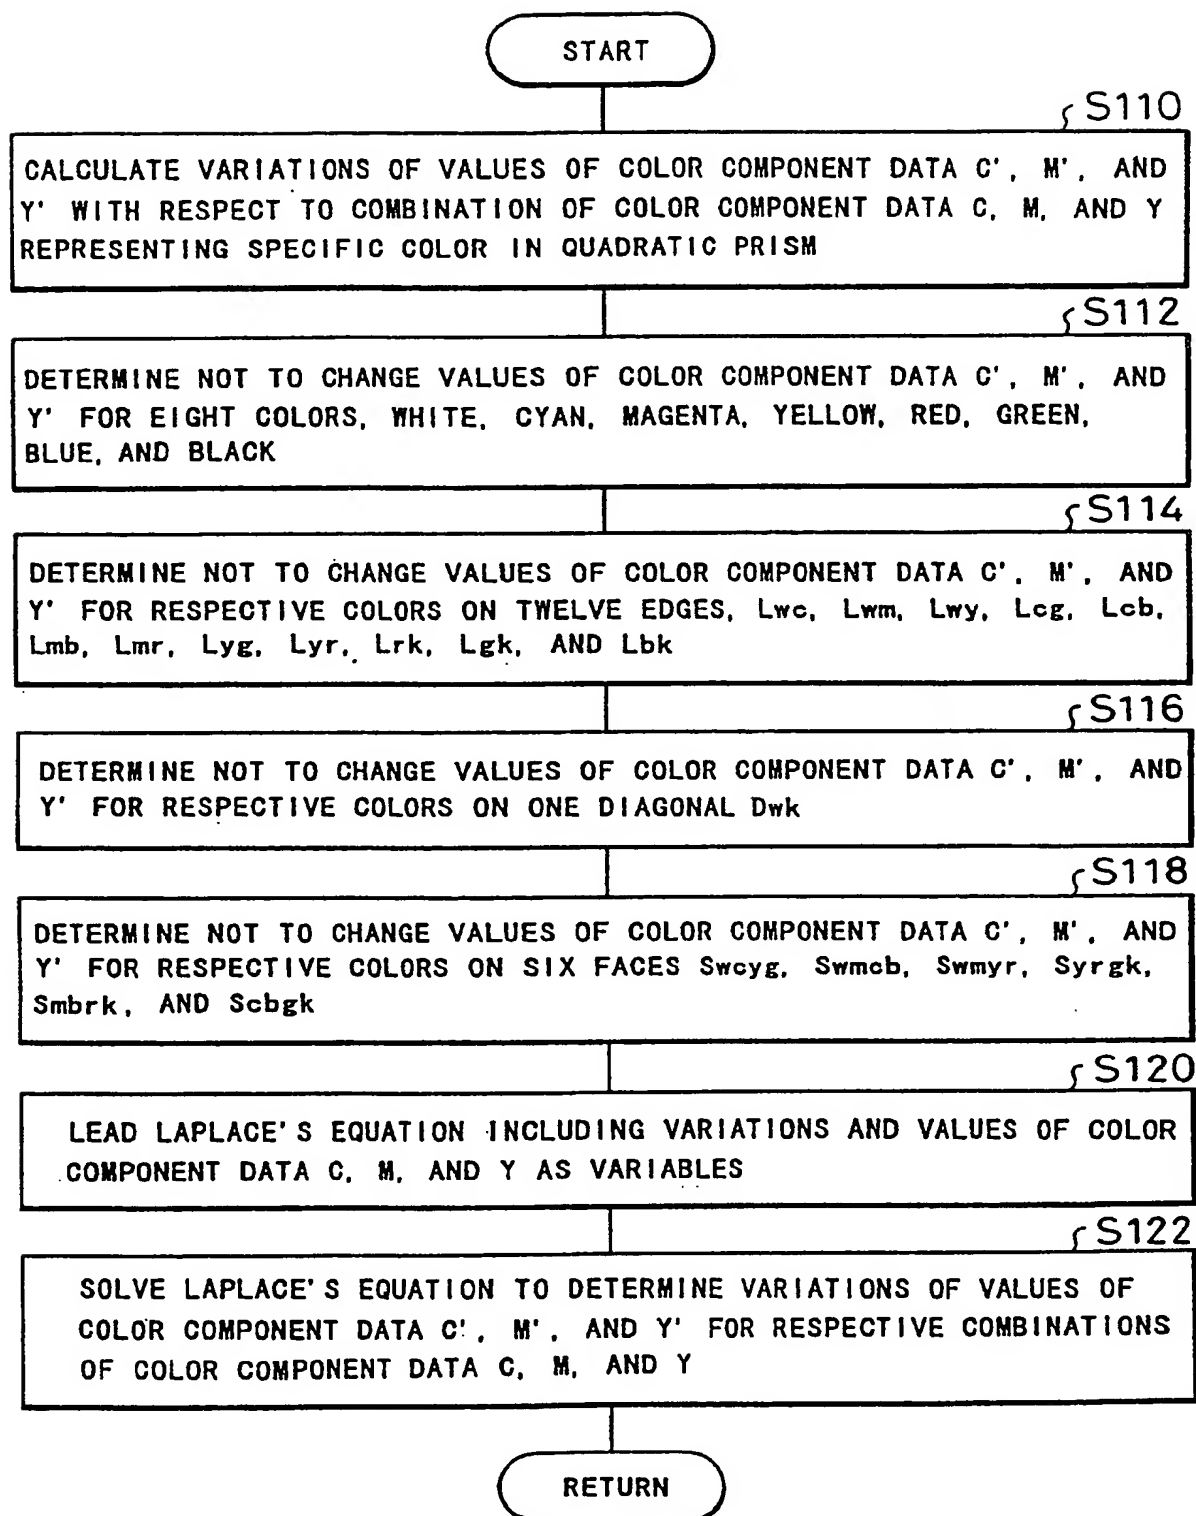 START
S110
CALCULATE VARIATIONS OF VALUES OF COLOR COMPONENT DATA C', M', AND
Y' WITH RESPECT TO COMBINATION OF COLOR COMPONENT DATA C, M, AND Y
REPRESENTING SPECIFIC COLOR IN QUADRATIC PRISM
S112
DETERMINE NOT TO CHANGE VALUES OF COLOR COMPONENT DATA C', M', AND
Y' FOR EIGHT COLORS, WHITE, CYAN, MAGENTA, YELLOW, RED, GREEN,
BLUE, AND BLACK
S114
DETERMINE NOT TO CHANGE VALUES OF COLOR COMPONENT DATA C', M', AND
Y' FOR RESPECTIVE COLORS ON TWELVE EDGES, Lwc, Lwm, Lwy, Lcg, Lcb,
Lmb, Lmr, Lyg, Lyr, Lrk, Lgk, AND Lbk
S116
DETERMINE NOT TO CHANGE VALUES OF COLOR COMPONENT DATA C', M', AND
Y' FOR RESPECTIVE COLORS ON ONE DIAGONAL Dwk
S118
DETERMINE NOT TO CHANGE VALUES OF COLOR COMPONENT DATA C', M', AND
Y' FOR RESPECTIVE COLORS ON SIX FACES Swcyg, Swmcb, Swmyr, Syrgk,
Smbrk, AND Scbgk
S120
LEAD LAPLACE'S EQUATION INCLUDING VARIATIONS AND VALUES OF COLOR
COMPONENT DATA C, M, AND Y AS VARIABLES
S122
SOLVE LAPLACE'S EQUATION TO DETERMINE VARIATIONS OF VALUES OF
COLOR COMPONENT DATA C', M', AND Y' FOR RESPECTIVE COMBINATIONS
OF COLOR COMPONENT DATA C, M, AND Y
RETURN